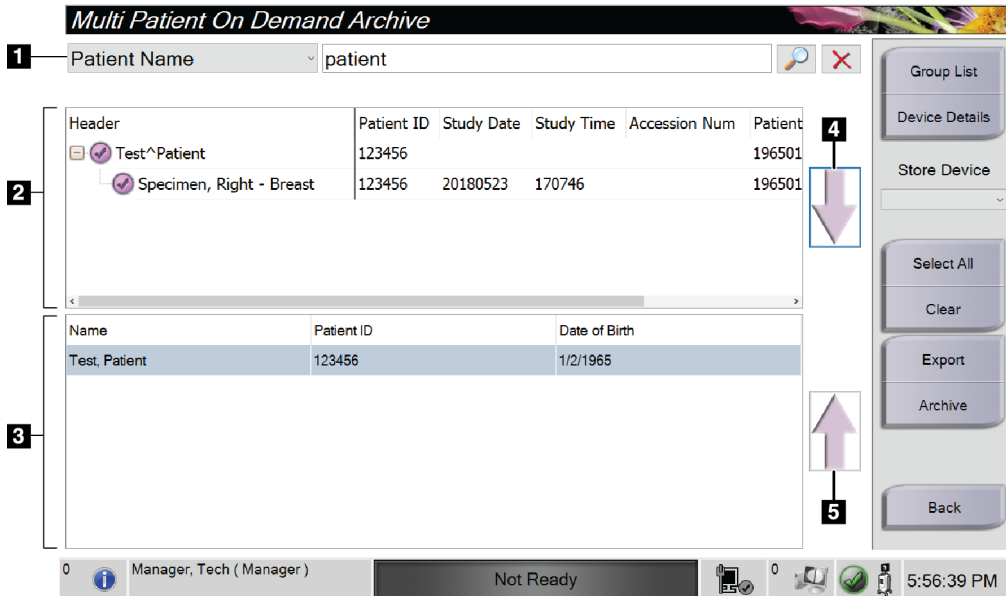 Multi Patient On Demand Archive
1 Patient Name patient
Group List
Device Details
Store Device
Select All
Clear
Export
Archive
Back
2
Header Patient ID Study Date Study Time Accession Num Patient
Test^Patient 123456 196501
Specimen, Right - Breast 123456 20180523 170746 196501
4
3
Name Patient ID Date of Birth
Test, Patient 123456 1/2/1965
5
0 Manager, Tech ( Manager ) Not Ready 0 5:56:39 PM